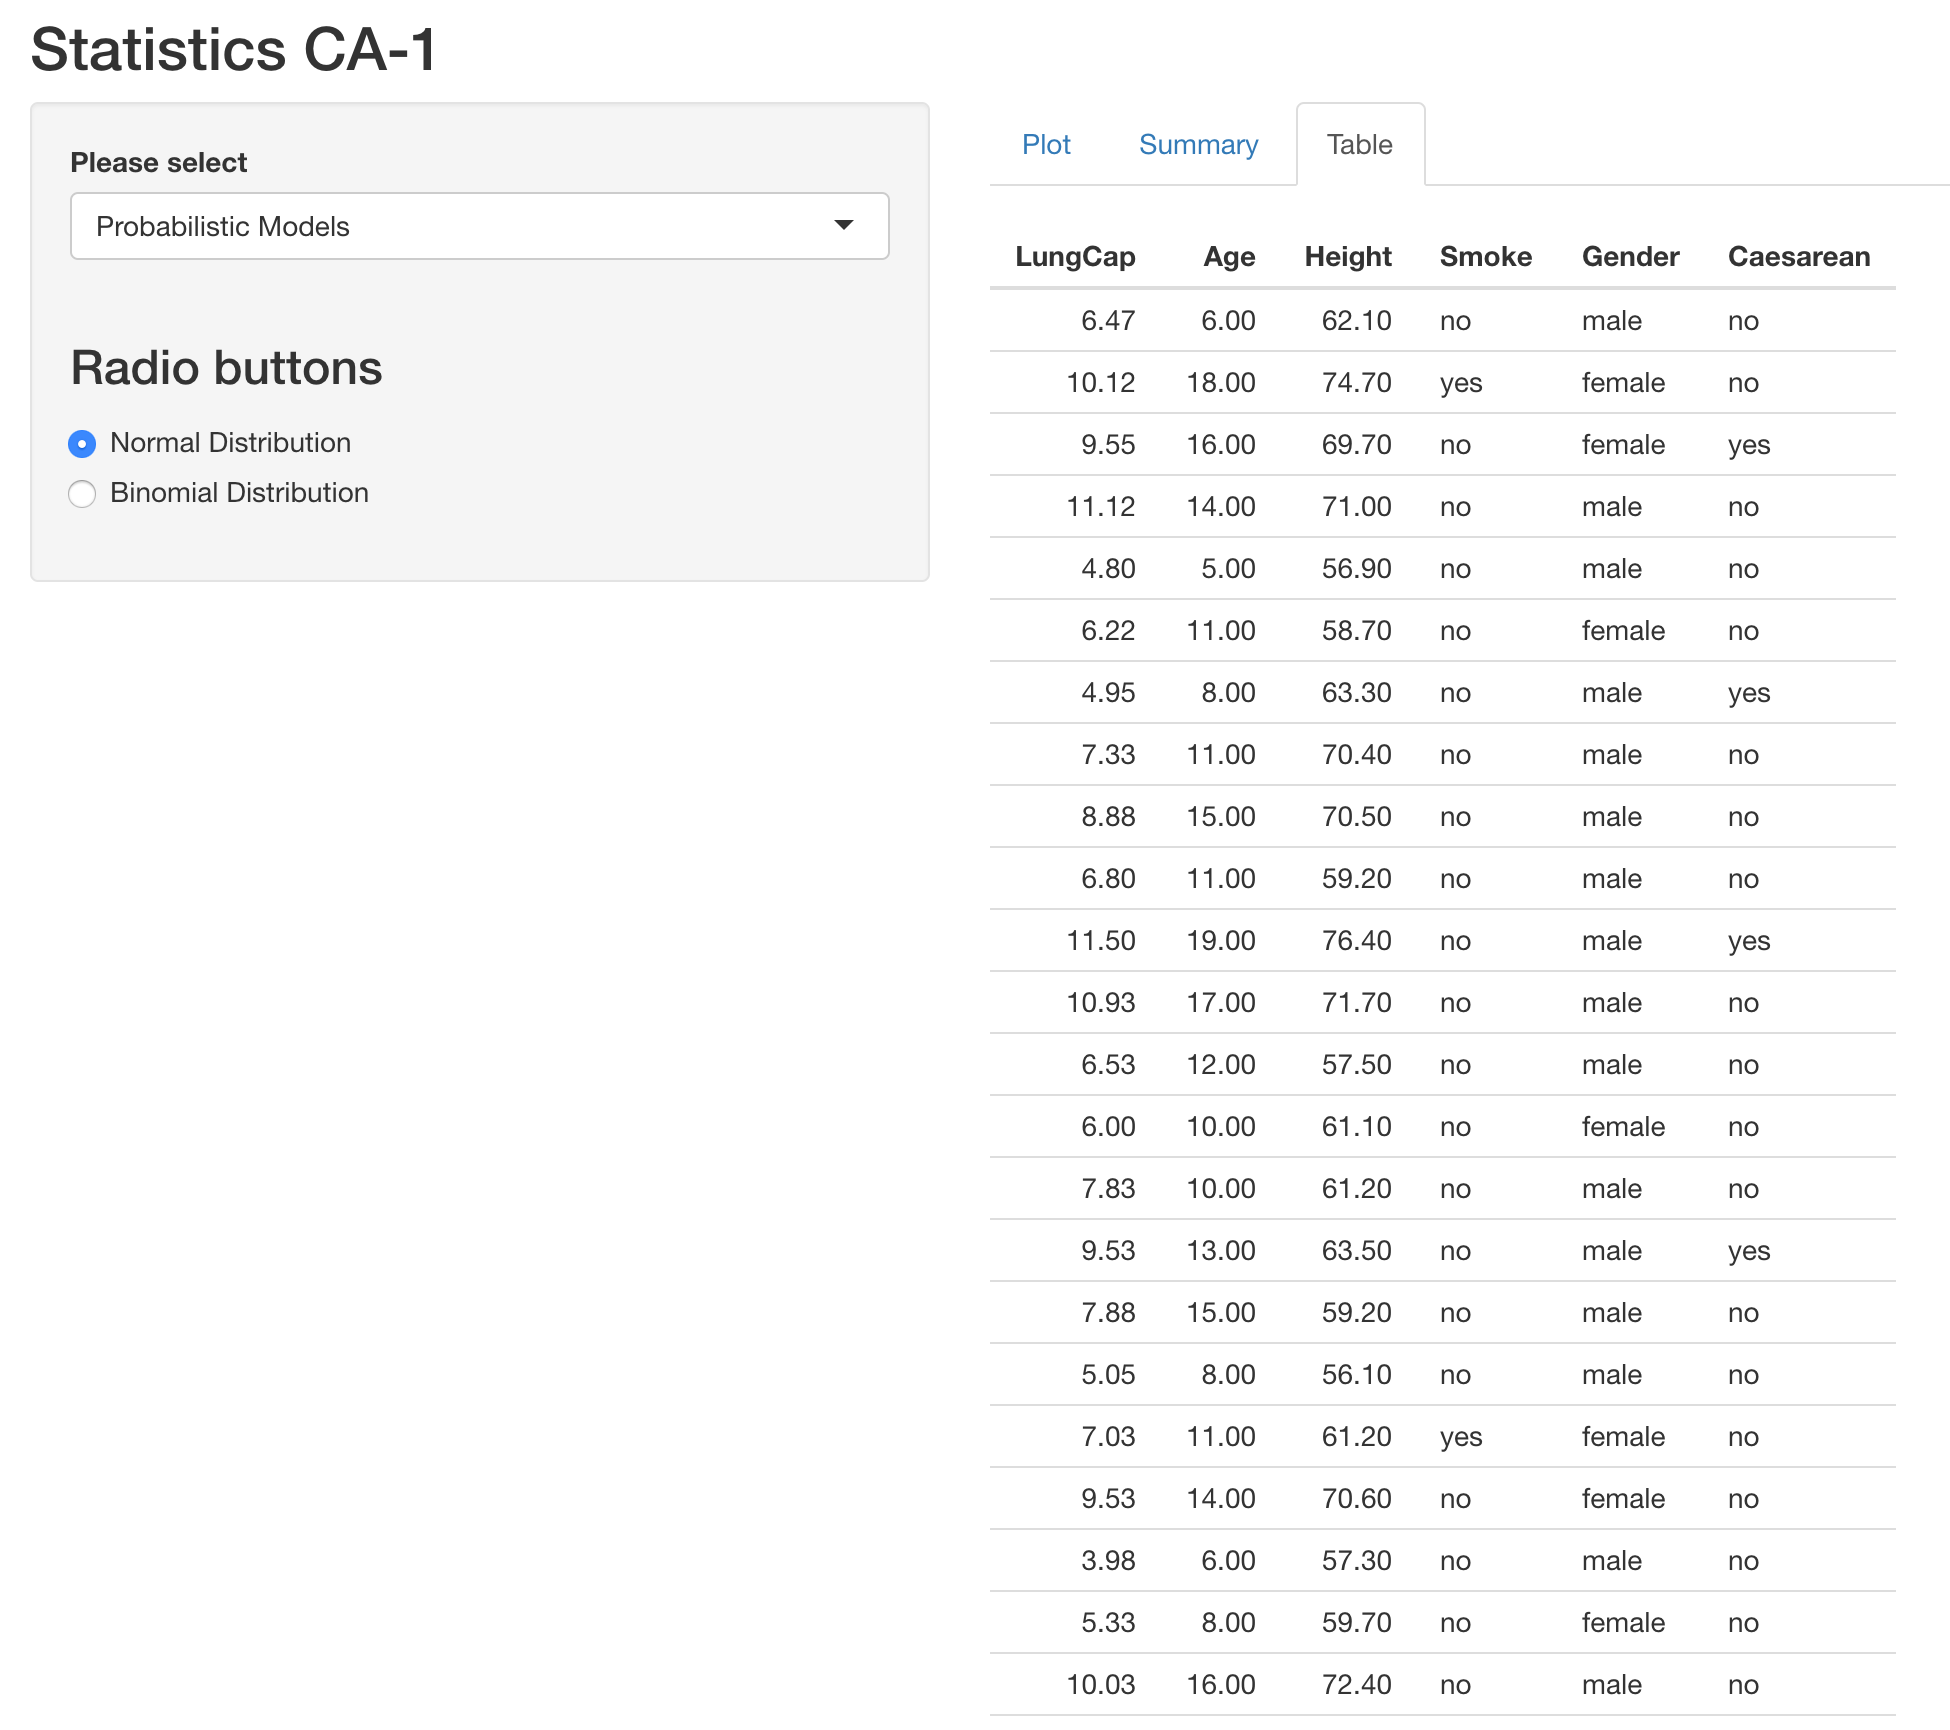 Statistics CA-1
Please select
Probabilistic Models
Radio buttons
Normal Distribution
Binomial Distribution
Plot Summary Table
LungCap Age Height Smoke Gender Caesarean
6.47 6.00 62.10 no male no
10.12 18.00 74.70 yes female no
9.55 16.00 69.70 no female yes
11.12 14.00 71.00 no male no
4.80 5.00 56.90 no male no
6.22 11.00 58.70 no female no
4.95 8.00 63.30 no male yes
7.33 11.00 70.40 no male no
8.88 15.00 70.50 no male no
6.80 11.00 59.20 no male no
11.50 19.00 76.40 no male yes
10.93 17.00 71.70 no male no
6.53 12.00 57.50 no male no
6.00 10.00 61.10 no female no
7.83 10.00 61.20 no male no
9.53 13.00 63.50 no male yes
7.88 15.00 59.20 no male no
5.05 8.00 56.10 no male no
7.03 11.00 61.20 yes female no
9.53 14.00 70.60 no female no
3.98 6.00 57.30 no male no
5.33 8.00 59.70 no female no
10.03 16.00 72.40 no male no